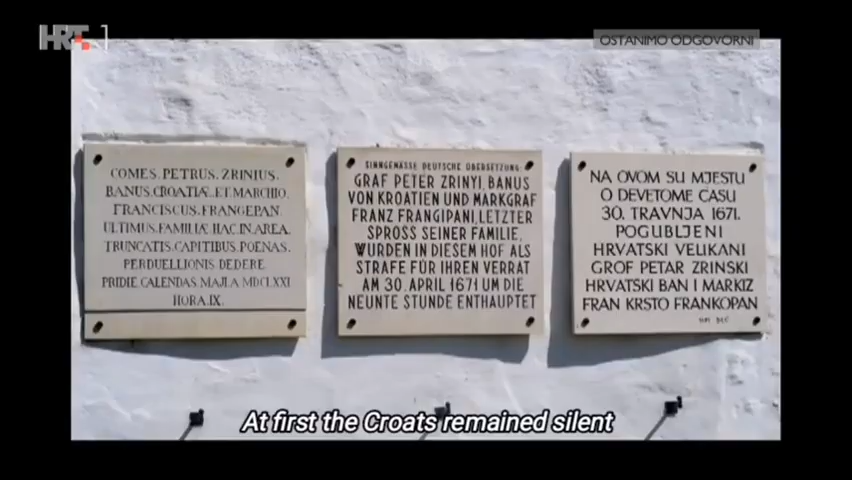 HRT 1
OSTANIMO ODGOVORNI
COMES. PETRUS. ZRINIUS.
BANUS. CROATIÆ. ET. MARCHIO.
FRANCISCUS. FRANGEPAN.
ULTIMUS. FAMILIÆ. HAC. IN. AREA.
TRUNCATIS. CAPITIBUS. POENAS.
PERDUELLIONIS DEDERE
PRIDIE. CALENDAS. MAJI. A MDCLXXI
HORA. IX.
SINNGEMÄSSE DEUTSCHE ÜBERSETZUNG:
GRAF PETER ZRINYI, BANUS
VON KROATIEN UND MARKGRAF
FRANZ FRANGIPANI, LETZTER
SPROSS SEINER FAMILIE,
WURDEN IN DIESEM HOF ALS
STRAFE FÜR IHREN VERRAT
AM 30. APRIL 1671 UM DIE
NEUNTE STUNDE ENTHAUPTET
NA OVOM SU MJESTU
O DEVETOME ČASU
30. TRAVNJA 1671.
POGUBLJENI
HRVATSKI VELIKANI
GROF PETAR ZRINSKI
HRVATSKI BAN I MARKIZ
FRAN KRSTO FRANKOPAN
At first the Croats remained silent